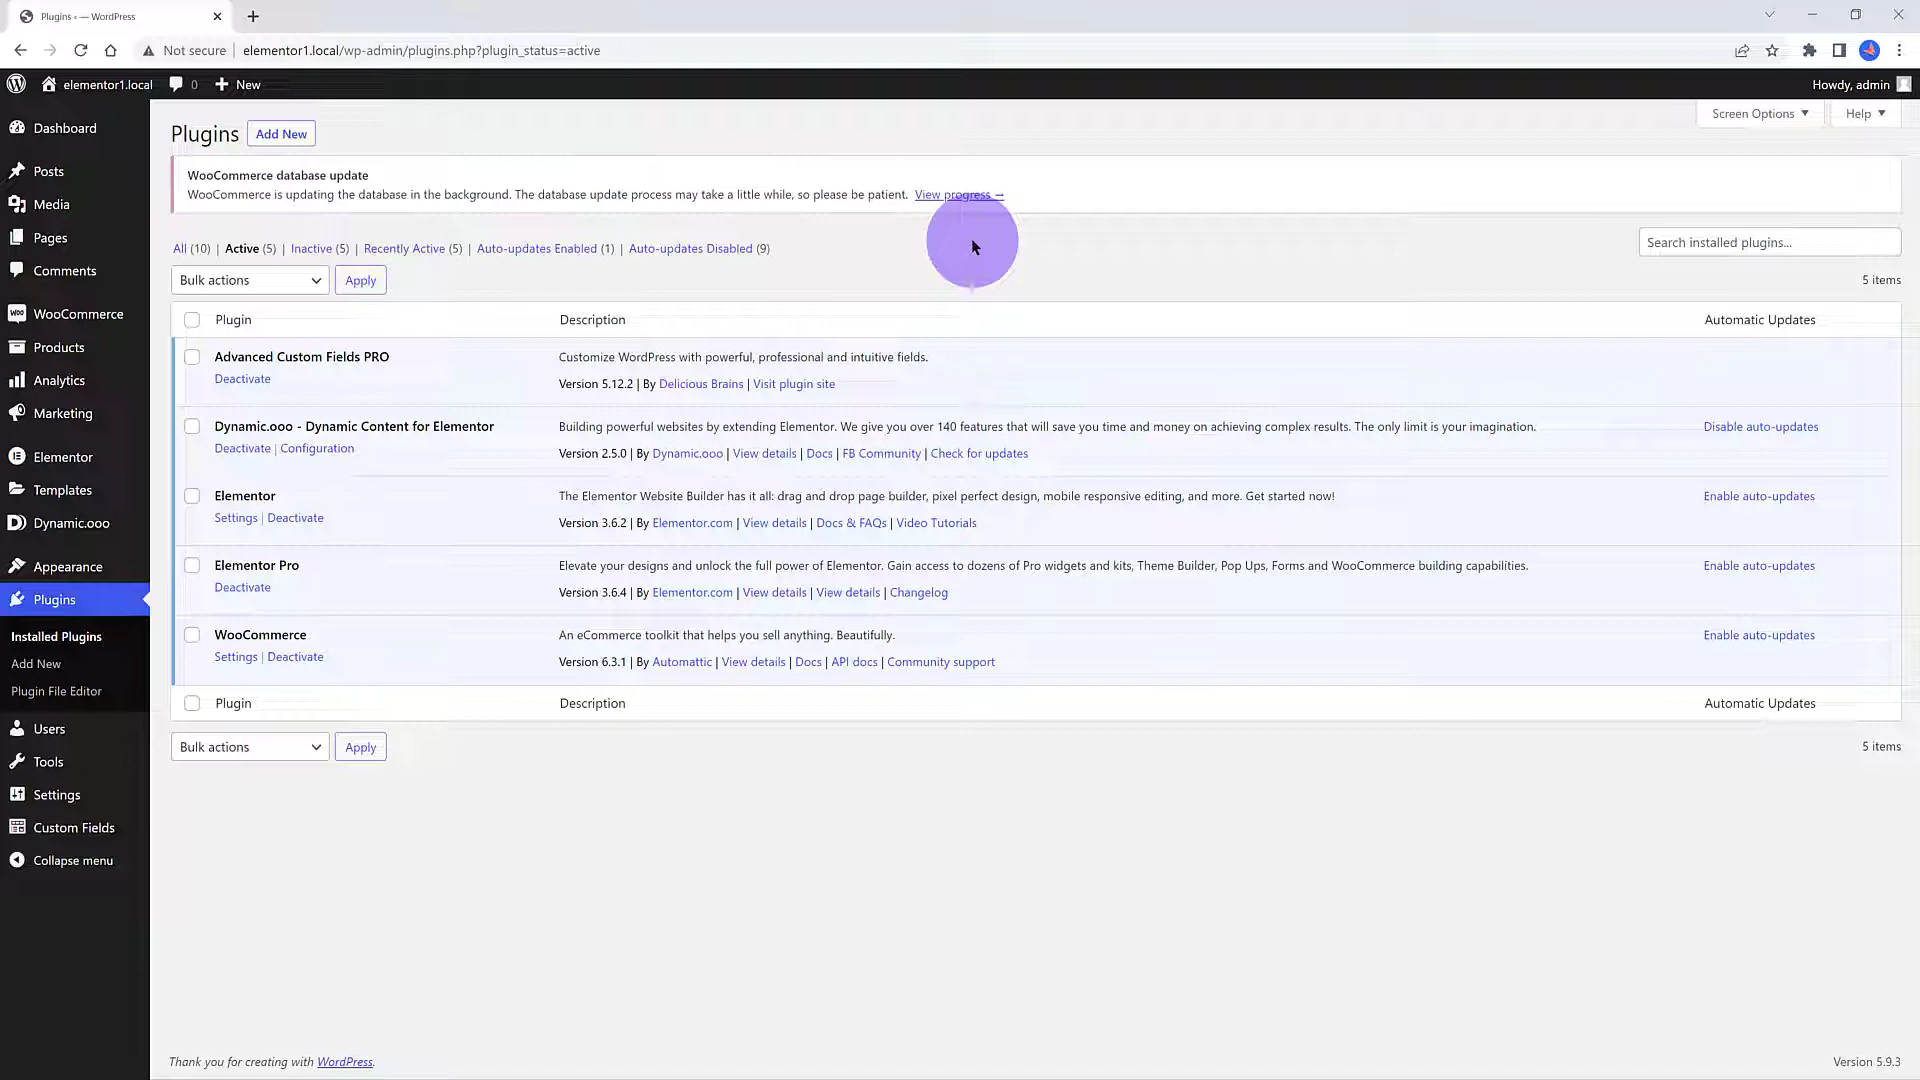 Plugins ‹ — WordPress
Not secure
elementor1.local/wp-admin/plugins.php?plugin_status=active
elementor1.local
0
New
Howdy, admin
Dashboard
Posts
Media
Pages
Comments
WooCommerce
Products
Analytics
Marketing
Elementor
Templates
Dynamic.ooo
Appearance
Plugins
Installed Plugins
Add New
Plugin File Editor
Users
Tools
Settings
Custom Fields
Collapse menu
Screen Options
Help
Plugins
Add New
WooCommerce database update
WooCommerce is updating the database in the background. The database update process may take a little while, so please be patient. View progress →
All (10) | Active (5) | Inactive (5) | Recently Active (5) | Auto-updates Enabled (1) | Auto-updates Disabled (9)
Search installed plugins...
Bulk actions
Apply
5 items
Plugin Description Automatic Updates
Advanced Custom Fields PRO
Customize WordPress with powerful, professional and intuitive fields.
Deactivate
Version 5.12.2 | By Delicious Brains | Visit plugin site
Dynamic.ooo - Dynamic Content for Elementor
Building powerful websites by extending Elementor. We give you over 140 features that will save you time and money on achieving complex results. The only limit is your imagination.
Disable auto-updates
Deactivate | Configuration
Version 2.5.0 | By Dynamic.ooo | View details | Docs | FB Community | Check for updates
Elementor
The Elementor Website Builder has it all: drag and drop page builder, pixel perfect design, mobile responsive editing, and more. Get started now!
Enable auto-updates
Settings | Deactivate
Version 3.6.2 | By Elementor.com | View details | Docs & FAQs | Video Tutorials
Elementor Pro
Elevate your designs and unlock the full power of Elementor. Gain access to dozens of Pro widgets and kits, Theme Builder, Pop Ups, Forms and WooCommerce building capabilities.
Enable auto-updates
Deactivate
Version 3.6.4 | By Elementor.com | View details | View details | Changelog
WooCommerce
An eCommerce toolkit that helps you sell anything. Beautifully.
Enable auto-updates
Settings | Deactivate
Version 6.3.1 | By Automattic | View details | Docs | API docs | Community support
Plugin Description Automatic Updates
Bulk actions
Apply
5 items
Thank you for creating with WordPress.
Version 5.9.3